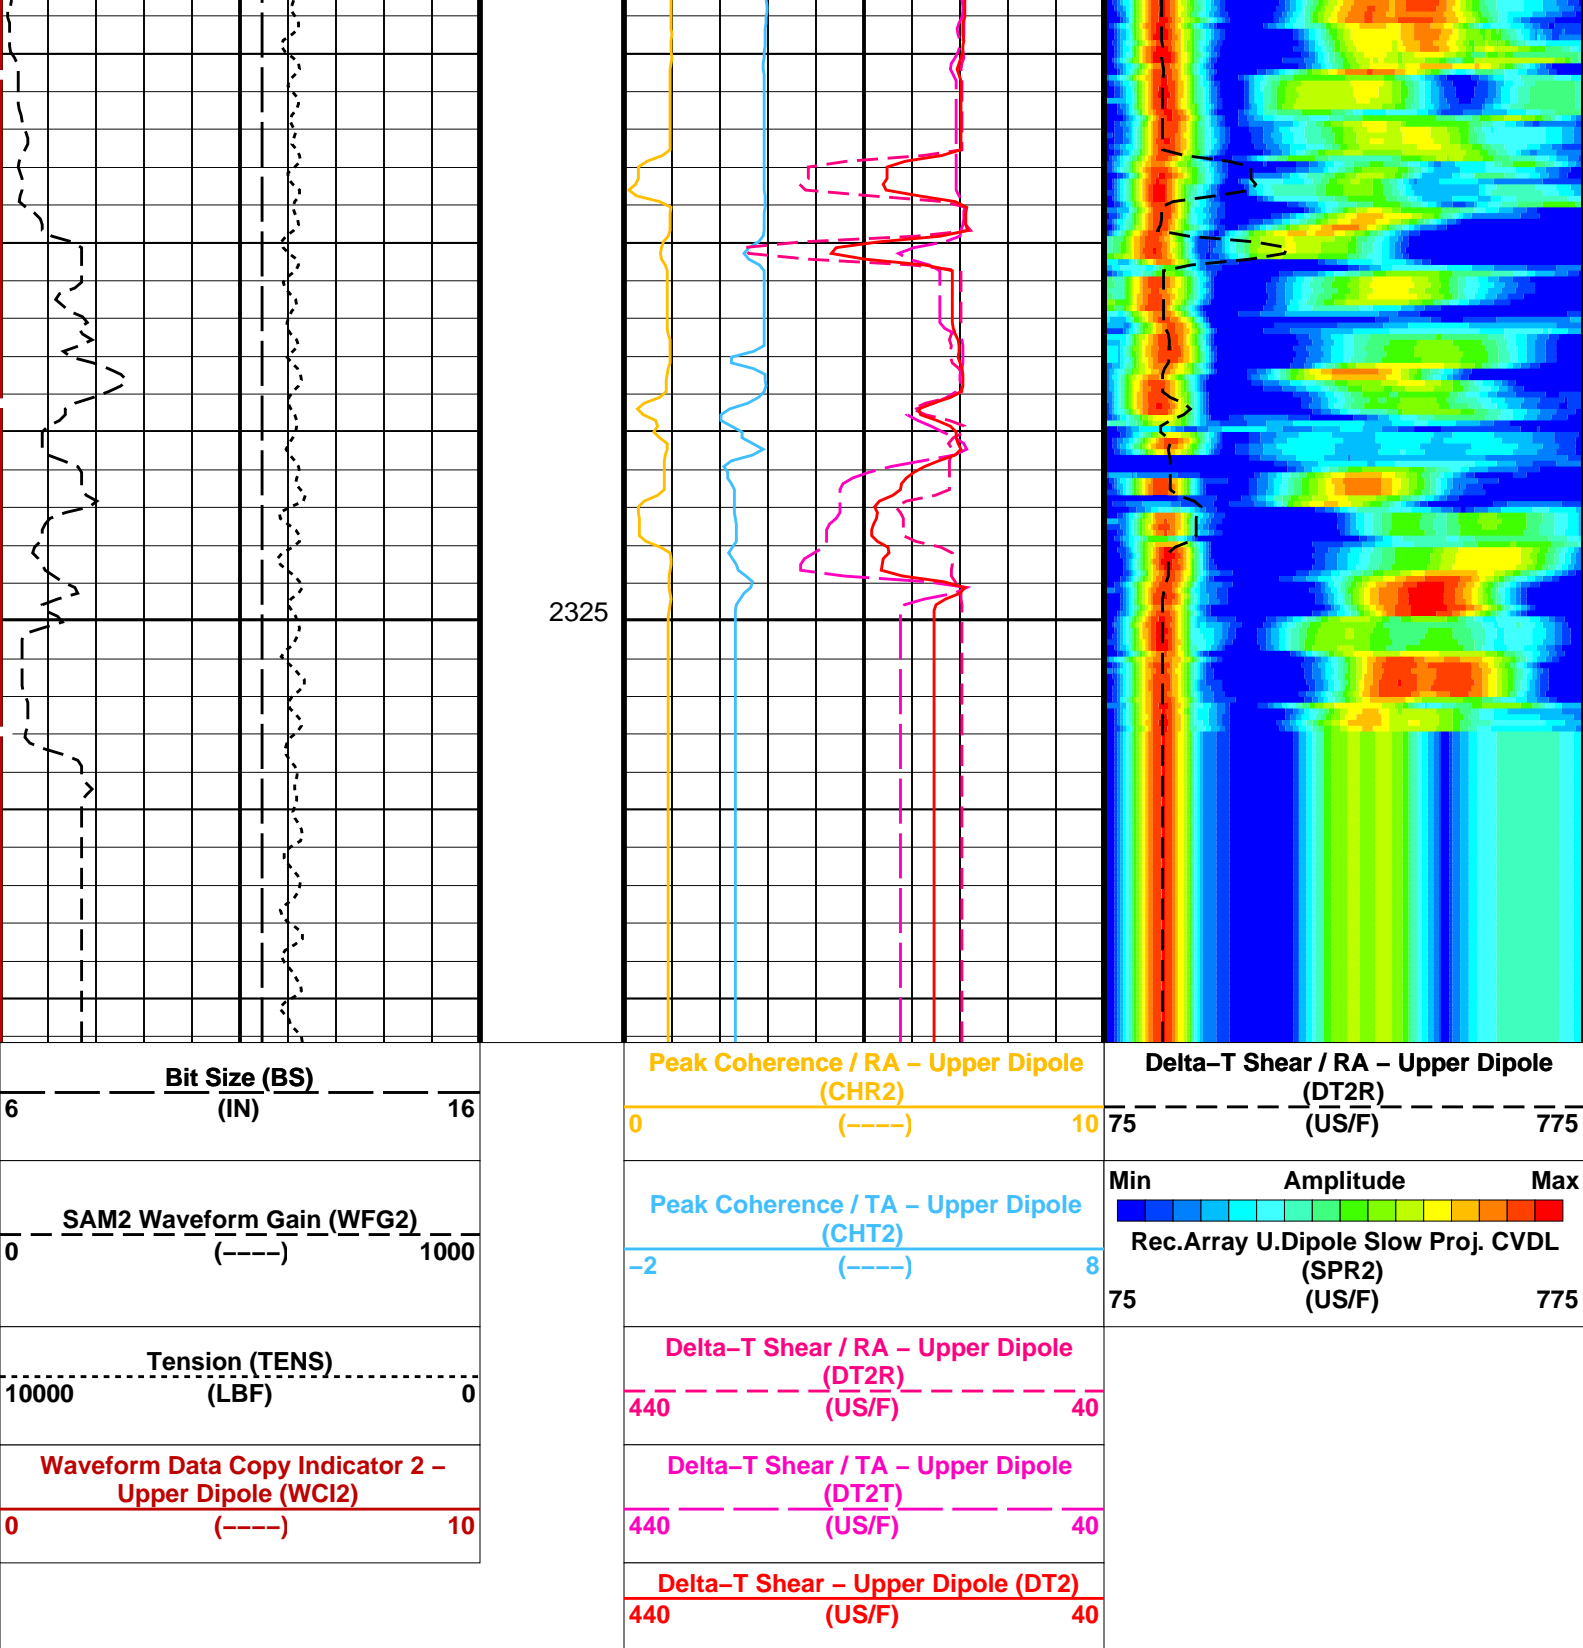 2325
Bit Size (BS)
6 (IN) 16
SAM2 Waveform Gain (WFG2)
0 (----) 1000
Tension (TENS)
10000 (LBF) 0
Waveform Data Copy Indicator 2 –
Upper Dipole (WCI2)
0 (----) 10
Peak Coherence / RA – Upper Dipole
(CHR2)
0 (----) 10
Peak Coherence / TA – Upper Dipole
(CHT2)
–2 (----) 8
Delta–T Shear / RA – Upper Dipole
(DT2R)
440 (US/F) 40
Delta–T Shear / TA – Upper Dipole
(DT2T)
440 (US/F) 40
Delta–T Shear – Upper Dipole (DT2)
440 (US/F) 40
Delta–T Shear / RA – Upper Dipole
(DT2R)
75 (US/F) 775
Min Amplitude Max
Rec.Array U.Dipole Slow Proj. CVDL
(SPR2)
75 (US/F) 775